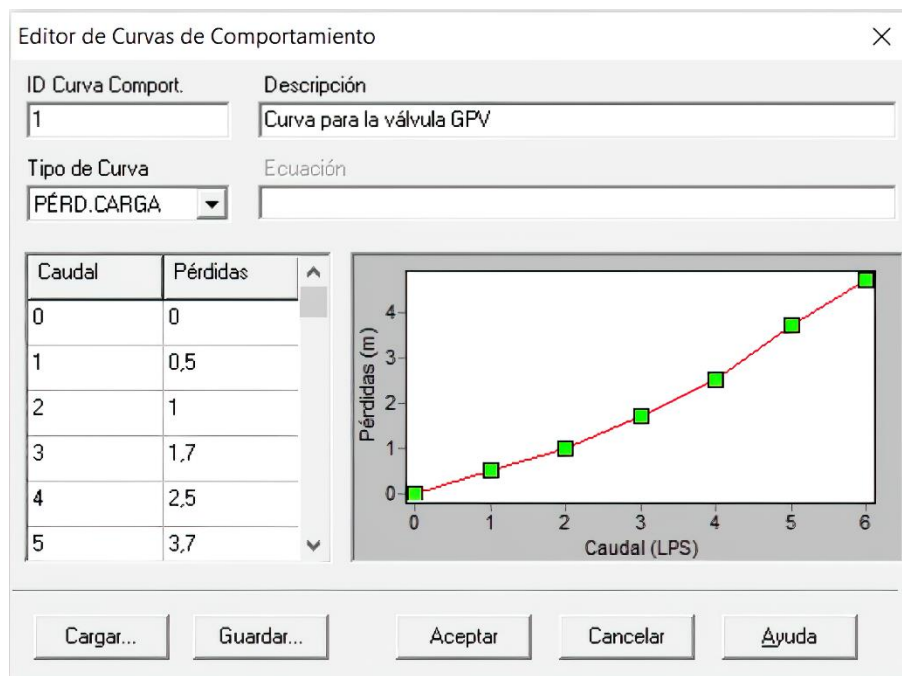 Editor de Curvas de Comportamiento
ID Curva Comport. Descripción
1 Curva para la válvula GPV
Tipo de Curva Ecuación
PÉRD.CARGA
Caudal Pérdidas
0 0
1 0,5
2 1
3 1,7
4 2,5
5 3,7
Pérdidas (m)
4
3
2
1
0
0 1 2 3 4 5 6
Caudal (LPS)
Cargar... Guardar... Aceptar Cancelar Ayuda